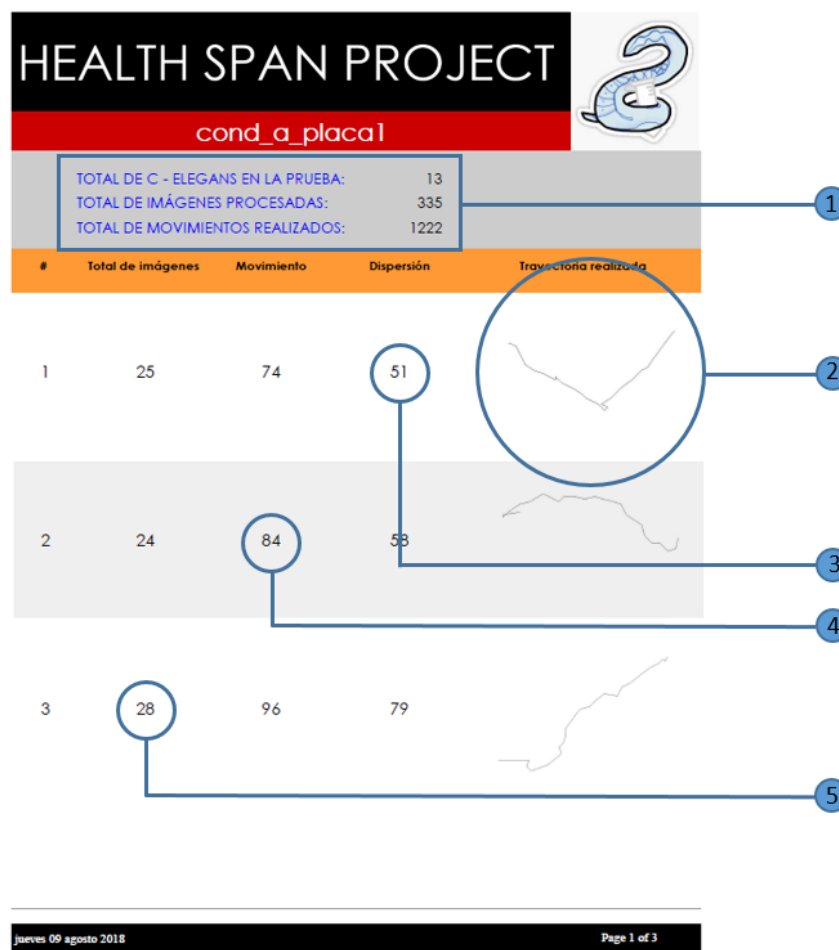 HEALTH SPAN PROJECT
cond_a_placa1
TOTAL DE C - ELEGANS EN LA PRUEBA: 13
TOTAL DE IMÁGENES PROCESADAS: 335
TOTAL DE MOVIMIENTOS REALIZADOS: 1222
1
# Total de imágenes Movimiento Dispersión Trayectoria realizada
1 25 74 51
2
2 24 84 58
3
4
3 28 96 79
5
jueves 09 agosto 2018 Page 1 of 3